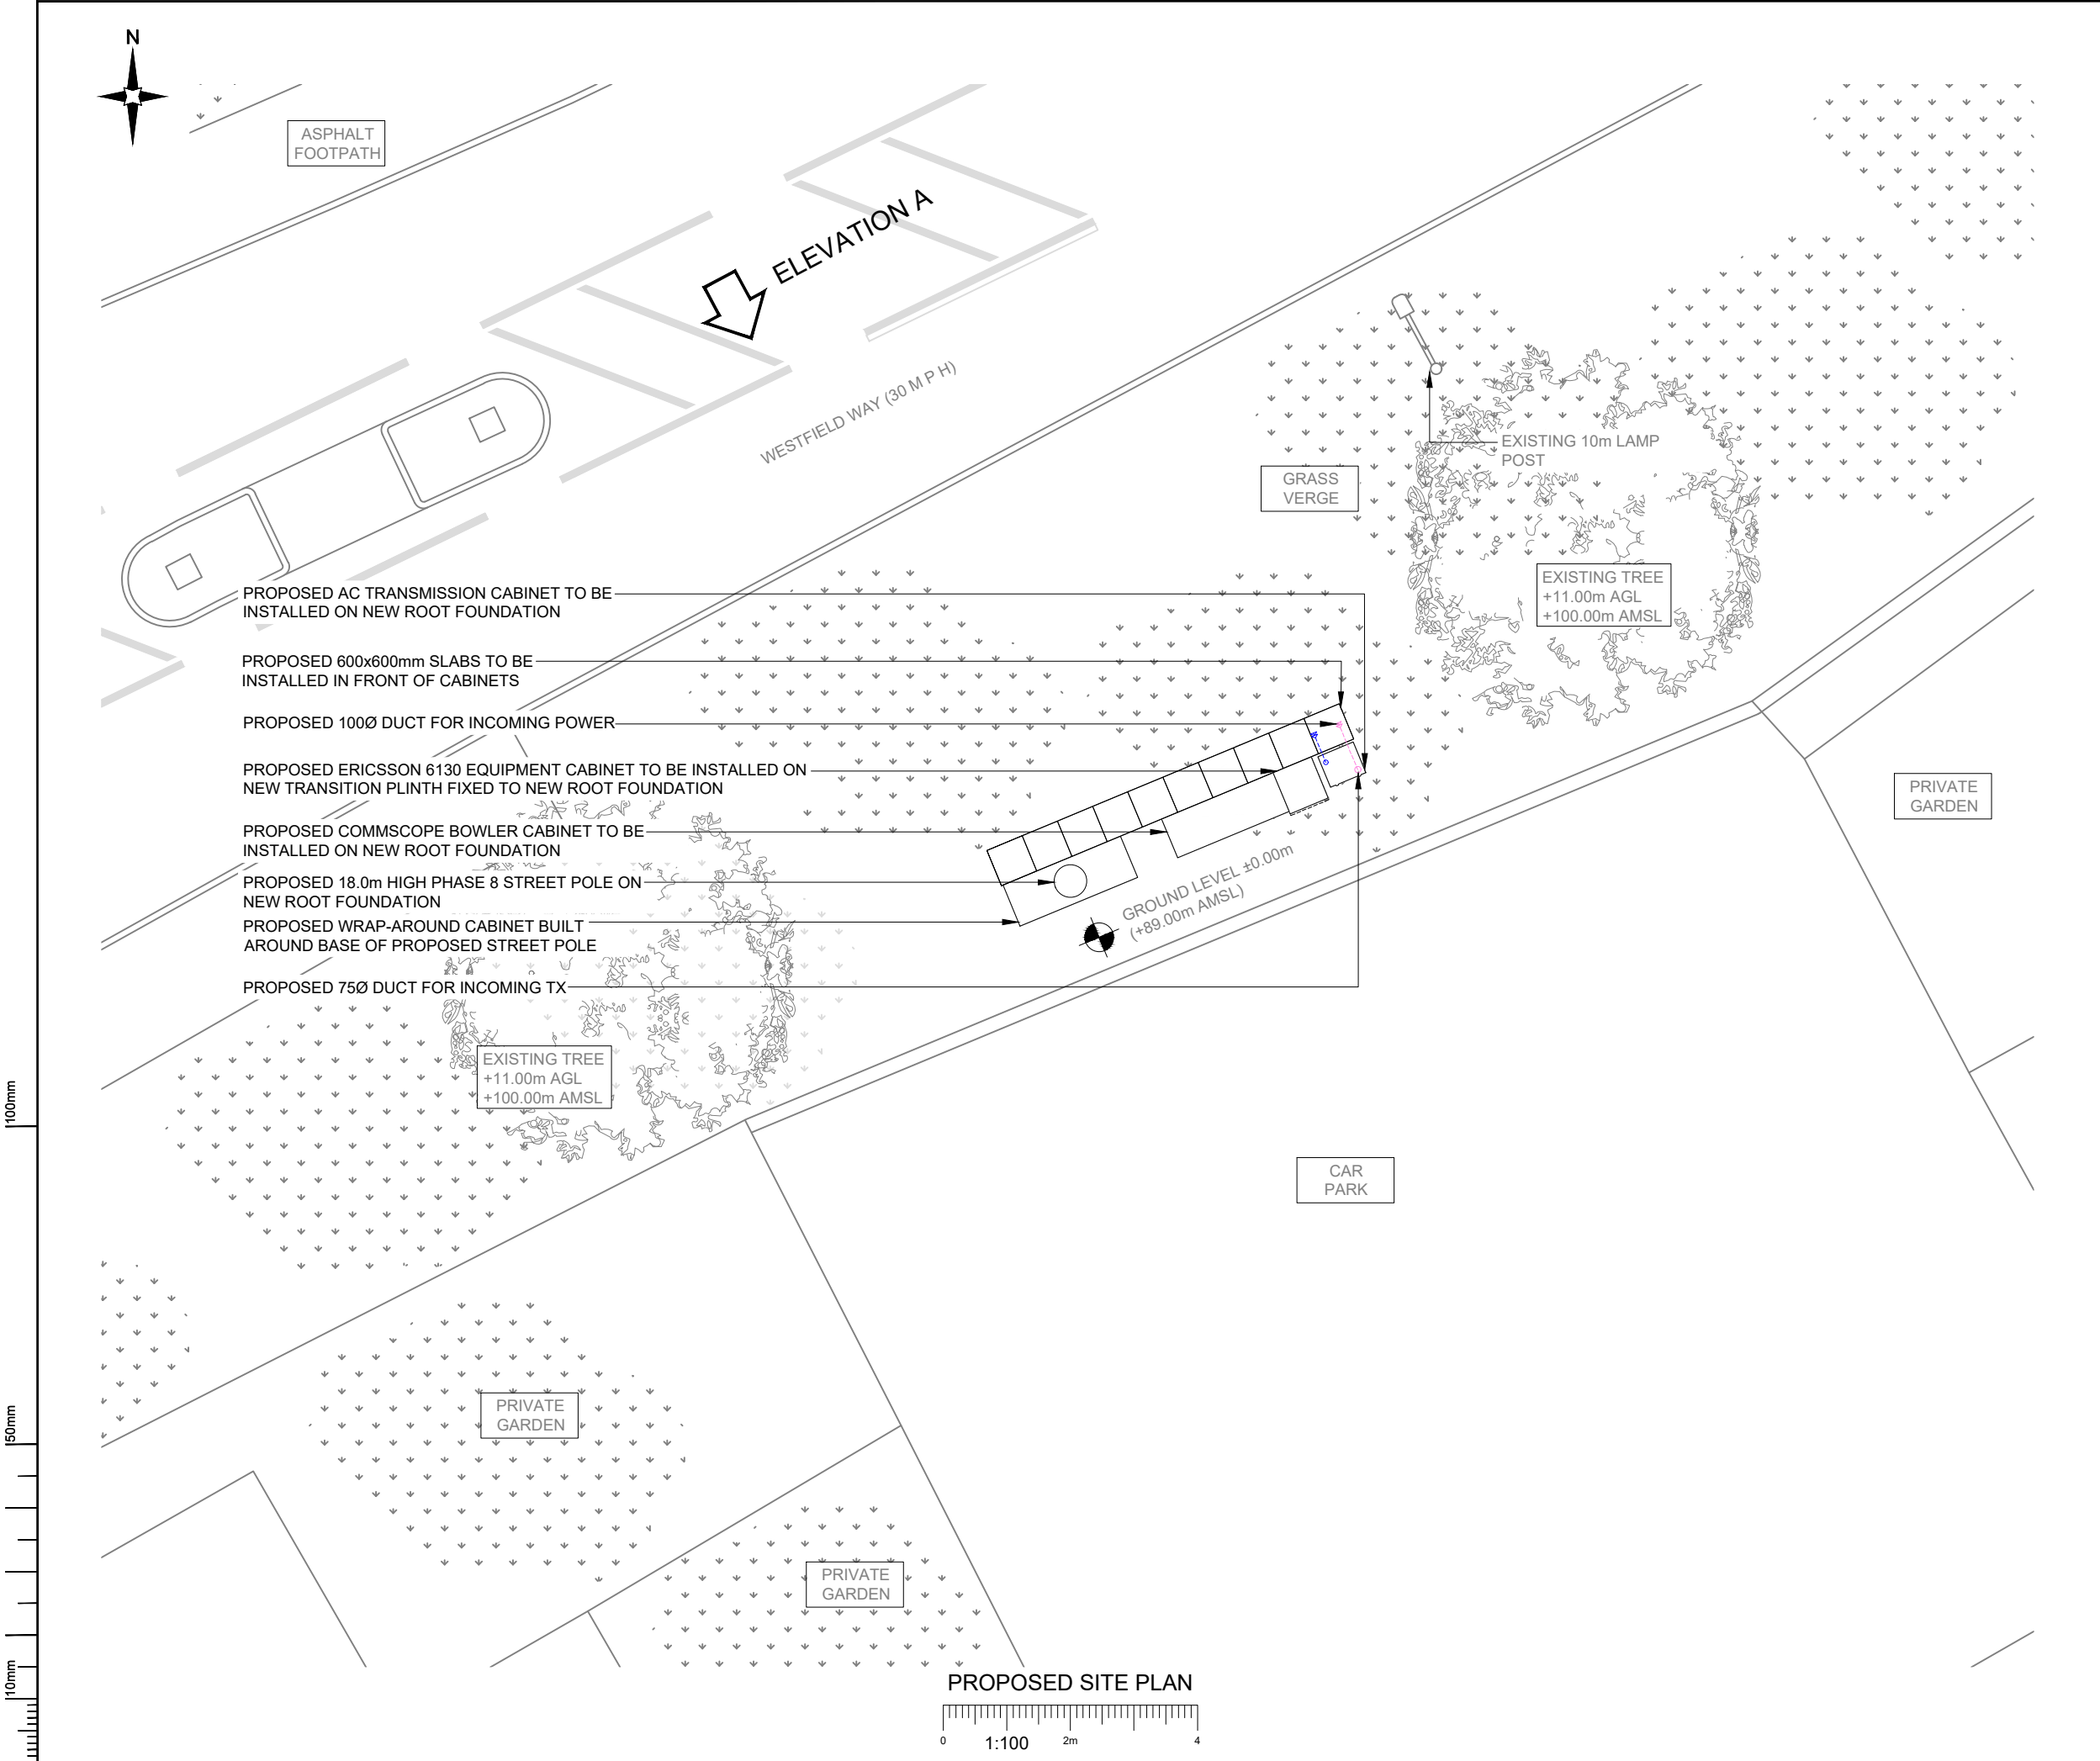 N
ASPHALT
FOOTPATH
ELEVATION A
WESTFIELD WAY (30 M P H)
EXISTING 10m LAMP
POST
GRASS
VERGE
EXISTING TREE
+11.00m AGL
+100.00m AMSL
PROPOSED AC TRANSMISSION CABINET TO BE
INSTALLED ON NEW ROOT FOUNDATION
PROPOSED 600x600mm SLABS TO BE
INSTALLED IN FRONT OF CABINETS
PROPOSED 100Ø DUCT FOR INCOMING POWER
PROPOSED ERICSSON 6130 EQUIPMENT CABINET TO BE INSTALLED ON
NEW TRANSITION PLINTH FIXED TO NEW ROOT FOUNDATION
PROPOSED COMMSCOPE BOWLER CABINET TO BE
INSTALLED ON NEW ROOT FOUNDATION
PROPOSED 18.0m HIGH PHASE 8 STREET POLE ON
NEW ROOT FOUNDATION
PROPOSED WRAP-AROUND CABINET BUILT
AROUND BASE OF PROPOSED STREET POLE
PROPOSED 75Ø DUCT FOR INCOMING TX
GROUND LEVEL ±0.00m
(+89.00m AMSL)
PRIVATE
GARDEN
EXISTING TREE
+11.00m AGL
+100.00m AMSL
CAR
PARK
PRIVATE
GARDEN
PRIVATE
GARDEN
100mm
50mm
10mm
PROPOSED SITE PLAN
0 1:100 2m 4